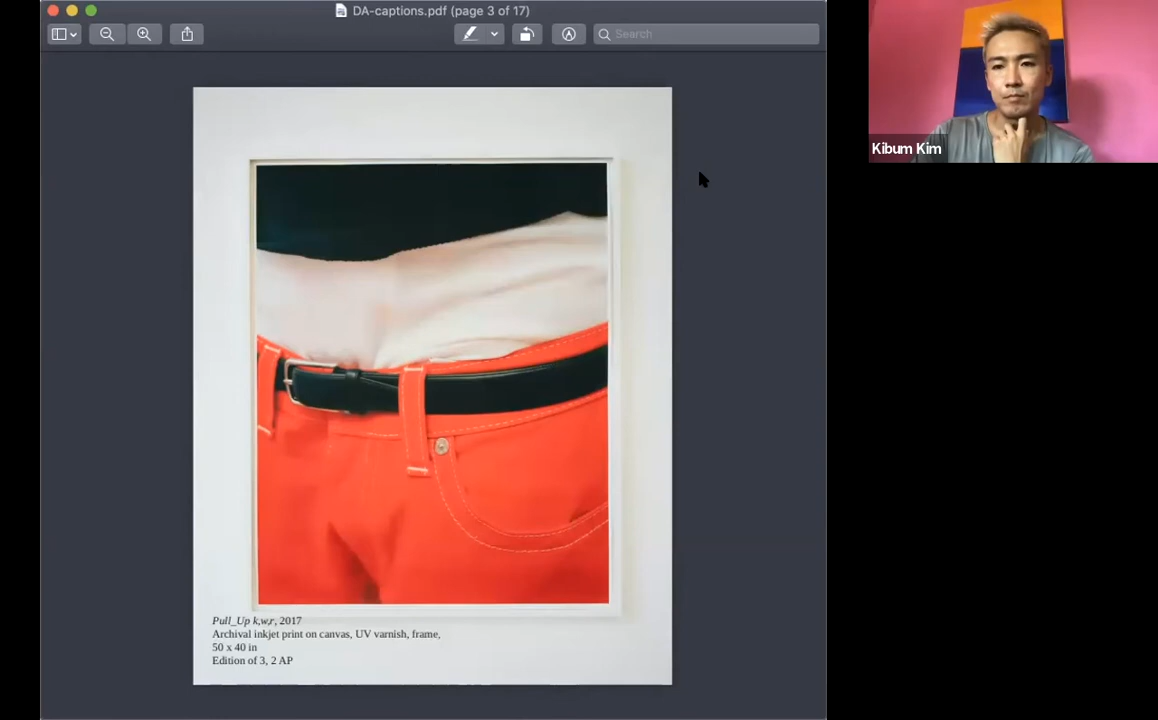 DA-captions.pdf (page 3 of 17)
Search
Kibum Kim
Pull_Up k,w,r, 2017
Archival inkjet print on canvas, UV varnish, frame,
50 x 40 in
Edition of 3, 2 AP